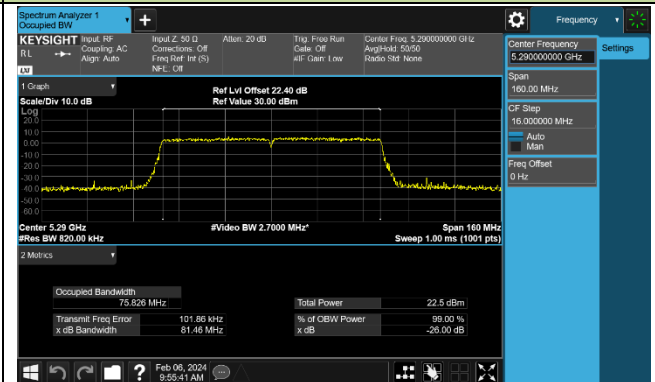 Spectrum Analyzer 1
Occupied BW
Frequency
KEYSIGHT
RL
LXI
Input: RF
Coupling: AC
Align: Auto
Input Z: 50 Ω
Corrections: Off
Freq Ref: Int (S)
NFE: Off
Atten: 20 dB
Trig: Free Run
Gate: Off
#IF Gain: Low
Center Freq: 5.290000000 GHz
Avg|Hold: 50/50
Radio Std: None
Center Frequency
5.290000000 GHz
Settings
Span
160.00 MHz
CF Step
16.000000 MHz
Auto
Man
Freq Offset
0 Hz
1 Graph
Scale/Div 10.0 dB
Ref Lvl Offset 22.40 dB
Ref Value 30.00 dBm
Log
20.0
10.0
0.00
-10.0
-20.0
-30.0
-40.0
-50.0
-60.0
Center 5.29 GHz
#Video BW 2.7000 MHz*
Span 160 MHz
#Res BW 820.00 kHz
Sweep 1.00 ms (1001 pts)
2 Metrics
Occupied Bandwidth
75.826 MHz
Total Power 22.5 dBm
Transmit Freq Error 101.86 kHz
% of OBW Power 99.00 %
x dB Bandwidth 81.46 MHz
x dB -26.00 dB
?
Feb 06, 2024
9:55:41 AM